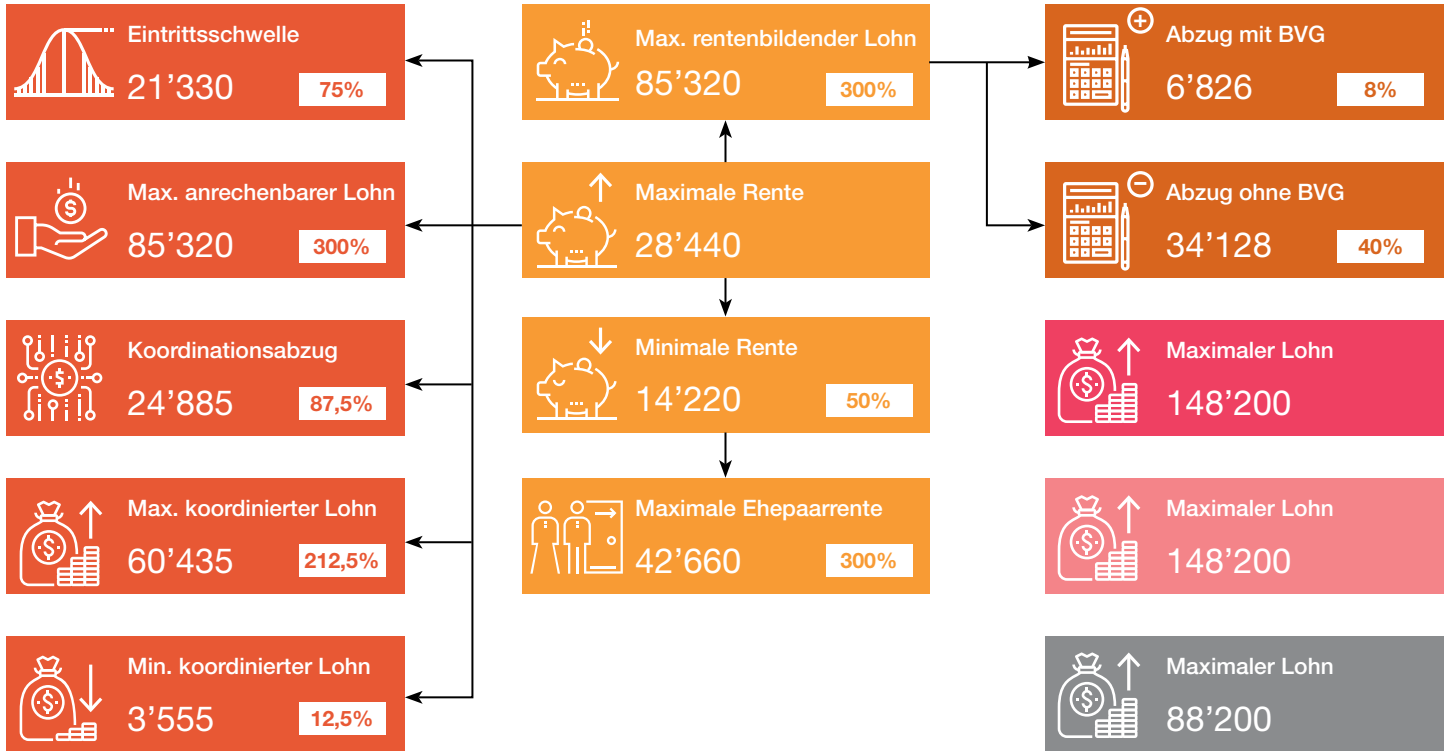 Eintrittsschwelle
21’330
75%
Max. anrechenbarer Lohn
85’320
300%
Koordinationsabzug
24’885
87,5%
Max. koordinierter Lohn
60’435
212,5%
Min. koordinierter Lohn
3’555
12,5%
Max. rentenbildender Lohn
85’320
300%
Maximale Rente
28’440
Minimale Rente
14’220
50%
Maximale Ehepaarrente
42’660
300%
Abzug mit BVG
6’826
8%
Abzug ohne BVG
34’128
40%
Maximaler Lohn
148’200
Maximaler Lohn
148’200
Maximaler Lohn
88’200